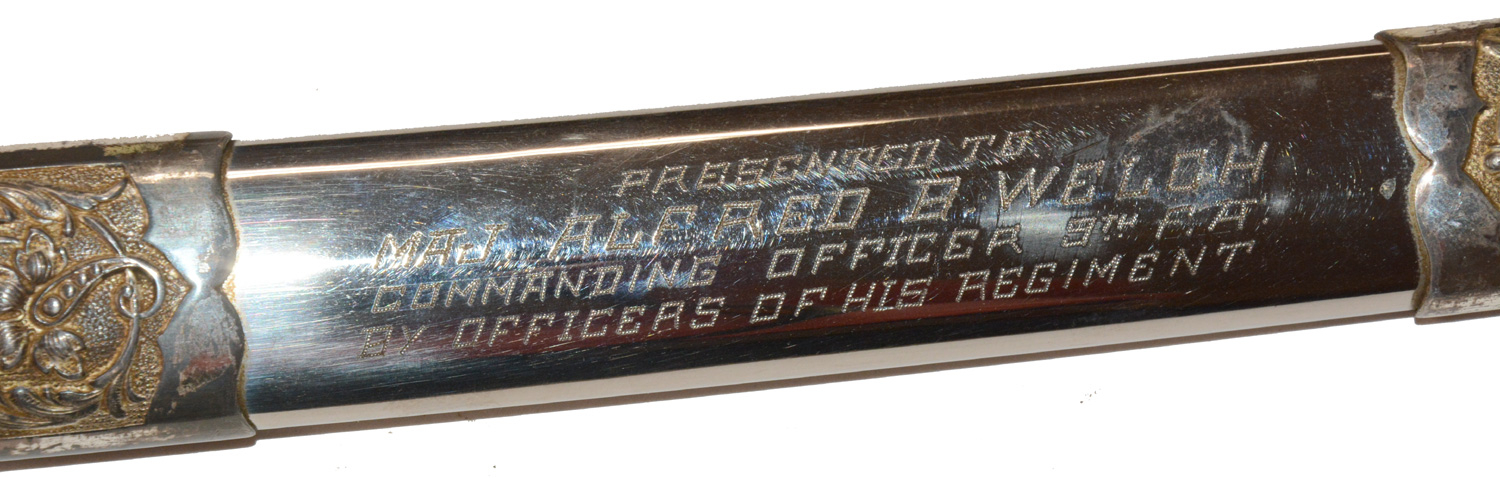 PRESENTED TO
MAJ. ALFRED B WELCH
COMMANDING OFFICER 9TH F.A.
BY OFFICERS OF HIS REGIMENT